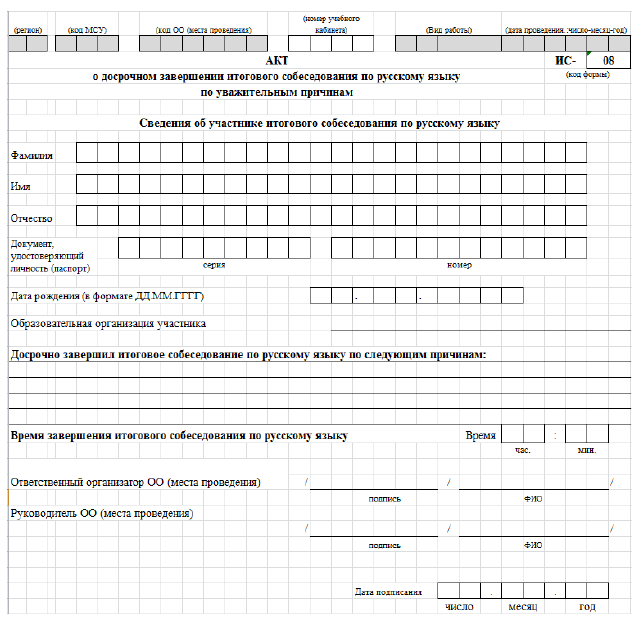 (регион) (код МСУ) (код ОО (места проведения) (номер учебного кабинета) (Вид работы) (дата проведения: число-месяц-год)
АКТ ИС- 08
о досрочном завершении итогового собеседования по русскому языку (код формы)
по уважительным причинам
Сведения об участнике итогового собеседования по русскому языку
Фамилия
Имя
Отчество
Документ,
удостоверяющий
личность (паспорт)
серия номер
Дата рождения (в формате ДД.ММ.ГГГГ) . .
Образовательная организация участника
Досрочно завершил итоговое собеседование по русскому языку по следующим причинам:
Время завершения итогового собеседования по русскому языку Время :
час. мин.
Ответственный организатор ОО (места проведения) / / /
подпись ФИО
Руководитель ОО (места проведения)
/ / /
подпись ФИО
Дата подписания . .
число месяц год